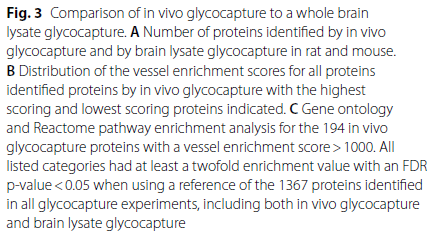 Fig. 3 Comparison of in vivo glycocapture to a whole brain
lysate glycocapture. A Number of proteins identified by in vivo
glycocapture and by brain lysate glycocapture in rat and mouse.
B Distribution of the vessel enrichment scores for all proteins
identified proteins by in vivo glycocapture with the highest
scoring and lowest scoring proteins indicated. C Gene ontology
and Reactome pathway enrichment analysis for the 194 in vivo
glycocapture proteins with a vessel enrichment score > 1000. All
listed categories had at least a twofold enrichment value with an FDR
p-value < 0.05 when using a reference of the 1367 proteins identified
in all glycocapture experiments, including both in vivo glycocapture
and brain lysate glycocapture